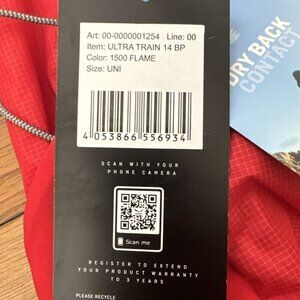 Art: 00-0000001254 Line: 00
Item: ULTRA TRAIN 14 BP
Color: 1500 FLAME
Size: UNI
4 053866 556934
SCAN WITH YOUR
PHONE CAMERA
Scan me
REGISTER TO EXTEND
YOUR PRODUCT WARRANTY
TO 3 YEARS
PLEASE RECYCLE
DRY BACK
CONTACT